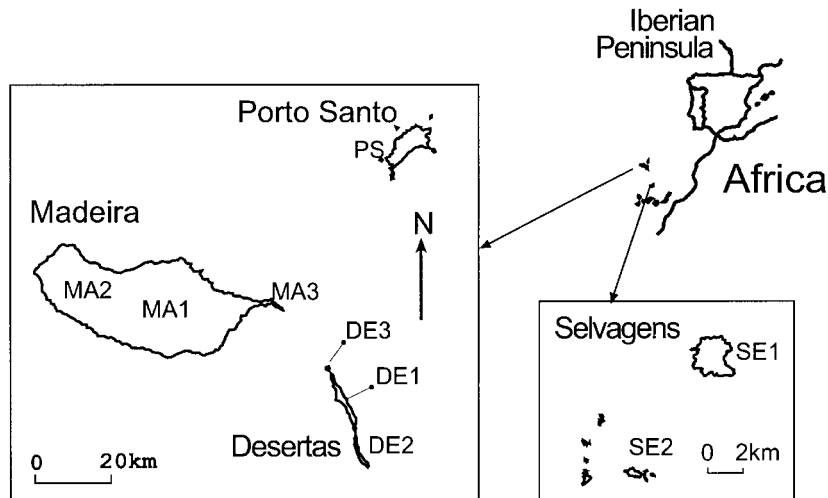 Iberian
Peninsula
Africa
Porto Santo
PS
Madeira
N
MA2
MA1
MA3
DE3
DE1
Desertas
DE2
0 20km
Selvagens
SE1
SE2
0 2km